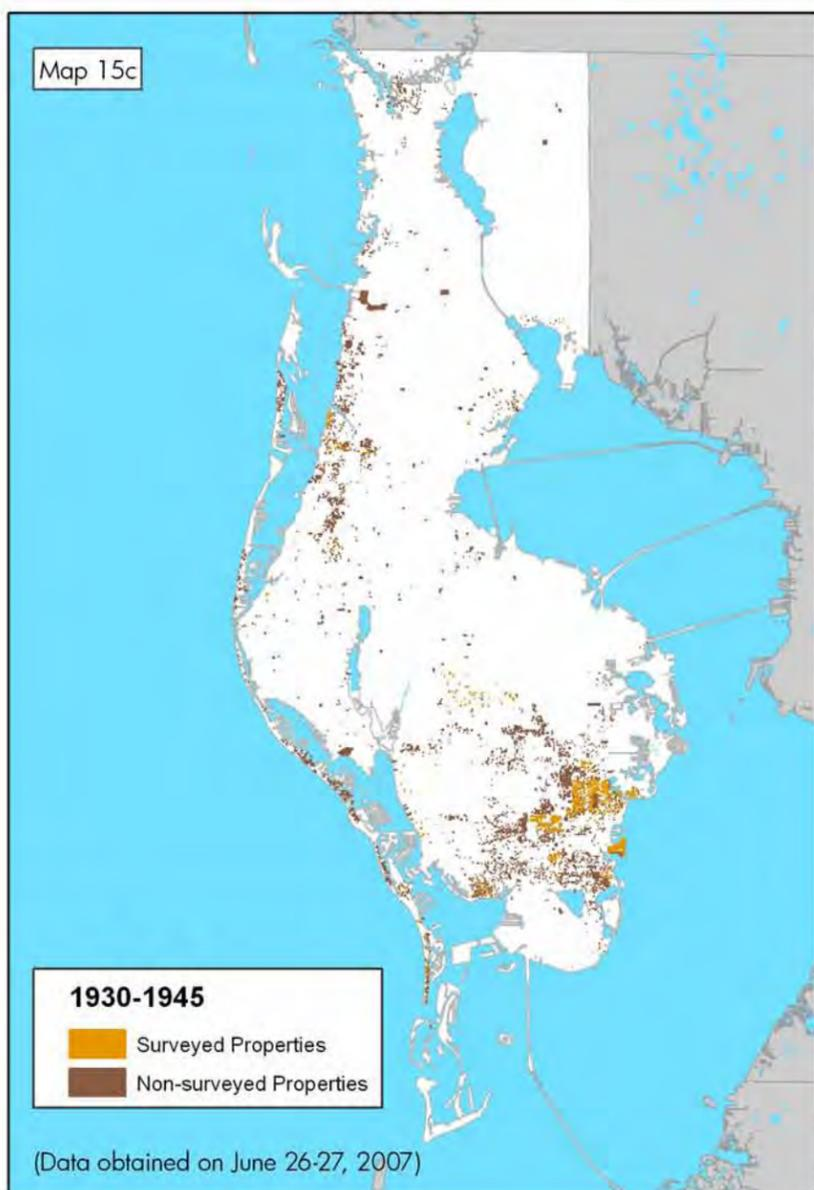 Map 15c
1930-1945
Surveyed Properties
Non-surveyed Properties
(Data obtained on June 26-27, 2007)